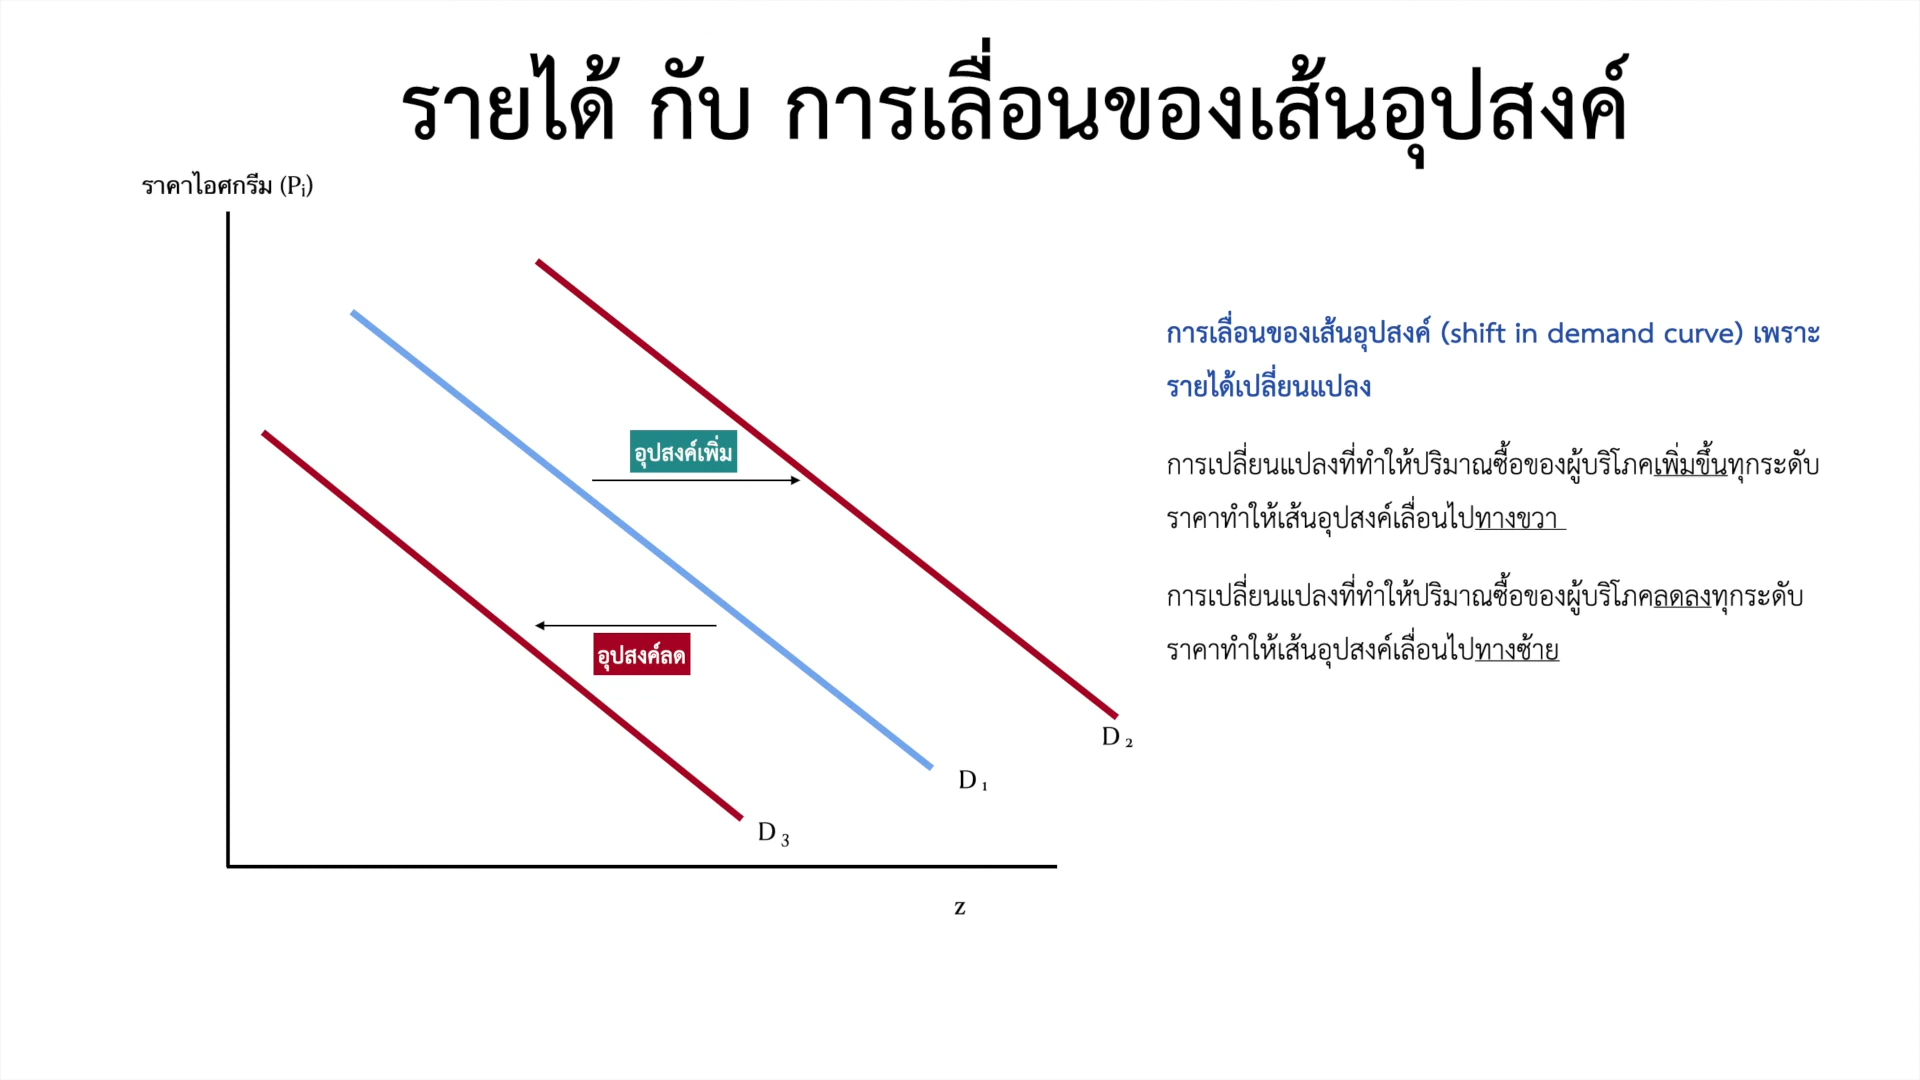 รายได้ กับ การเลื่อนของเส้นอุปสงค์
ราคาไอศกรีม (Pᵢ)
อุปสงค์เพิ่ม
อุปสงค์ลด
D ₂
D ₁
D ₃
z
การเลื่อนของเส้นอุปสงค์ (shift in demand curve) เพราะ
รายได้เปลี่ยนแปลง
การเปลี่ยนแปลงที่ทำให้ปริมาณซื้อของผู้บริโภคเพิ่มขึ้นทุกระดับ
ราคาทำให้เส้นอุปสงค์เลื่อนไปทางขวา
การเปลี่ยนแปลงที่ทำให้ปริมาณซื้อของผู้บริโภคลดลงทุกระดับ
ราคาทำให้เส้นอุปสงค์เลื่อนไปทางซ้าย